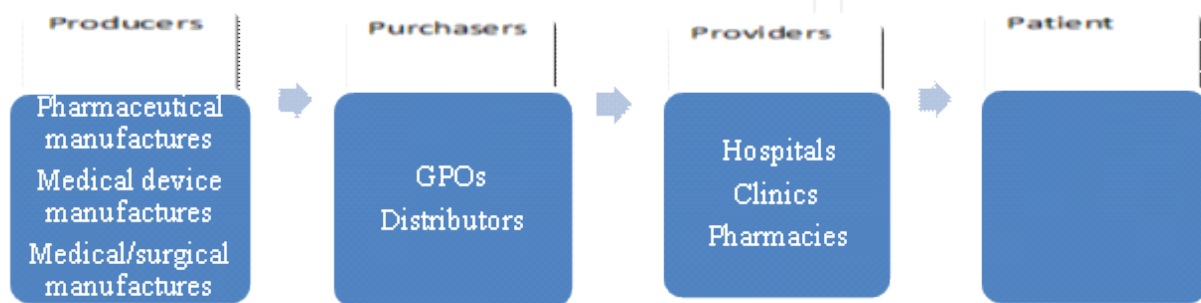 Producers
Purchasers
Providers
Patient
Pharmaceutical
manufactures
Medical device
manufactures
Medical/surgical
manufactures
GPOs
Distributors
Hospitals
Clinics
Pharmacies